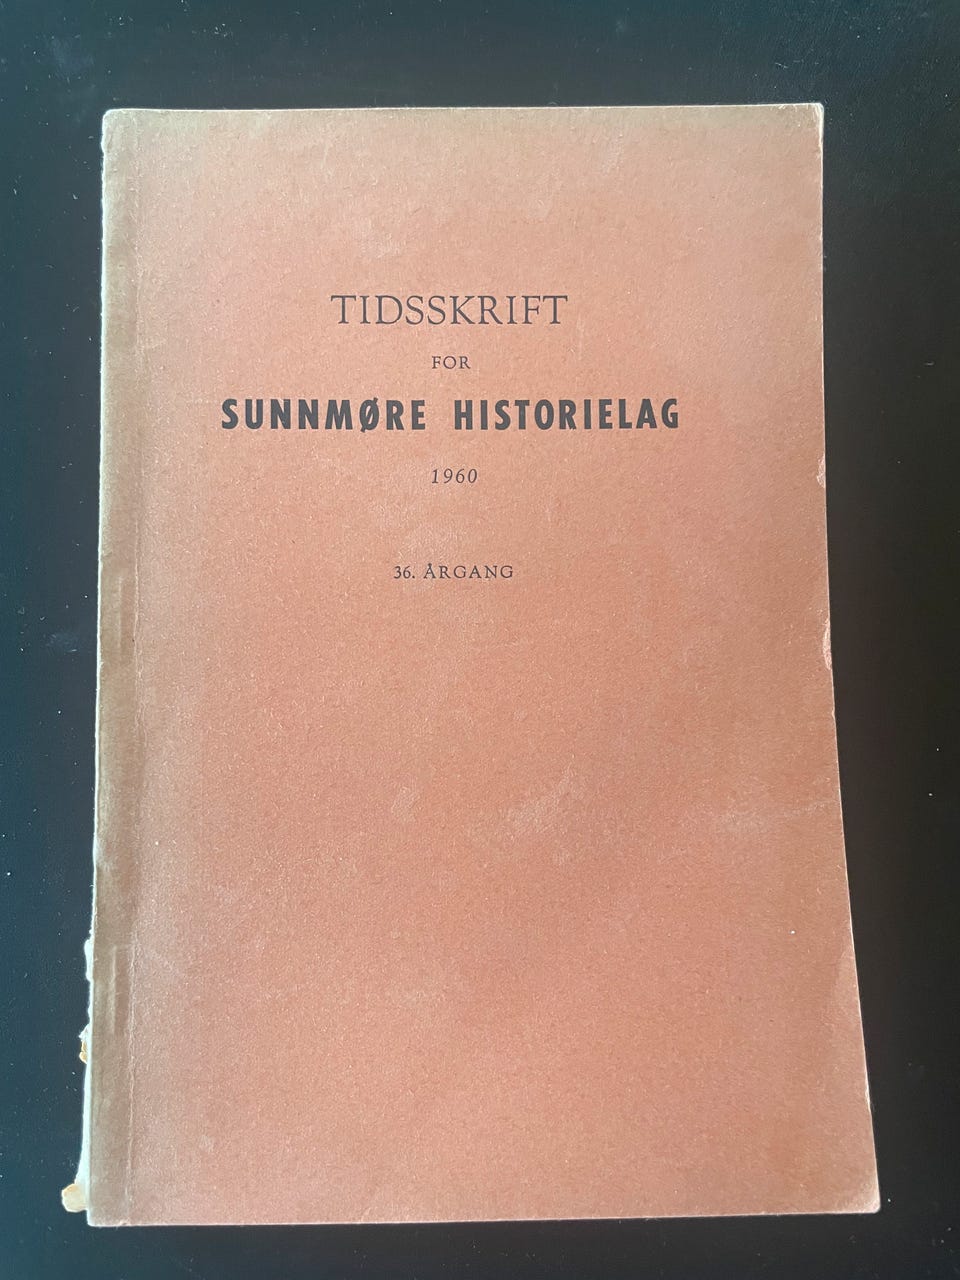 TIDSSKRIFT
FOR
SUNNMØRE HISTORIELAG
1960
36. ÅRGANG